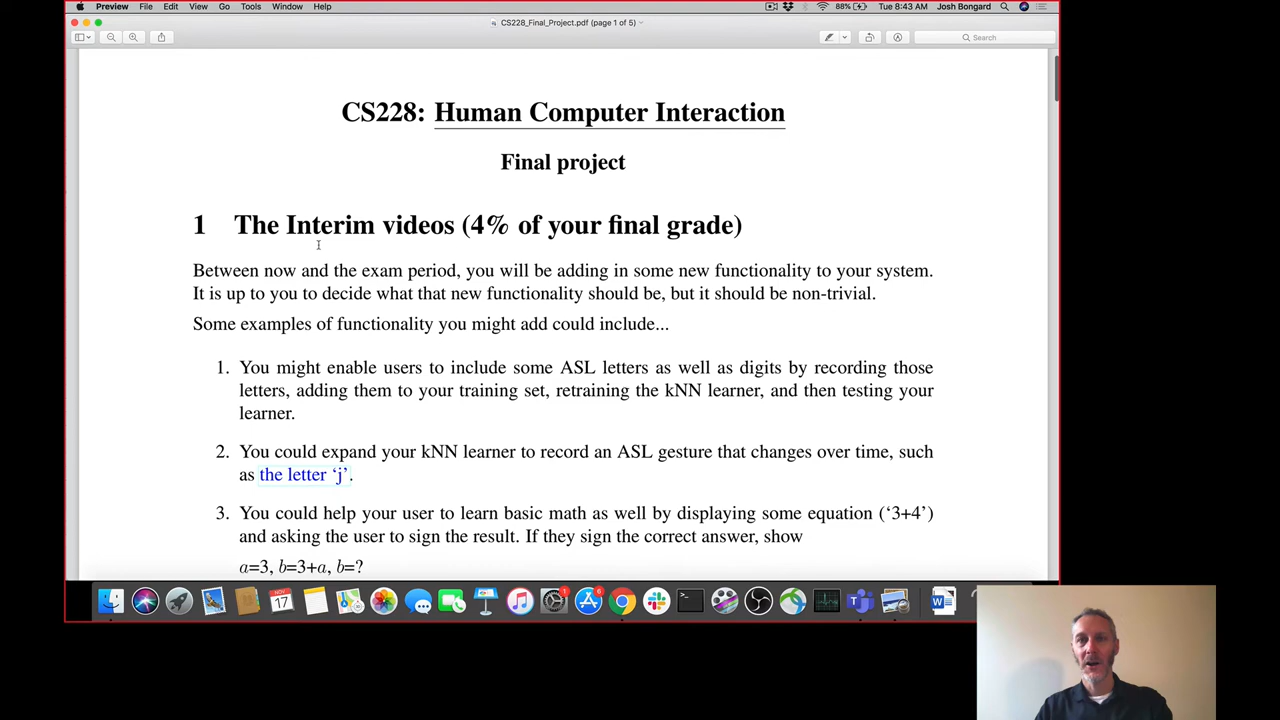 Preview File Edit View Go Tools Window Help 88% Tue 8:43 AM Josh Bongard
CS228_Final_Project.pdf (page 1 of 5)
Search
CS228: Human Computer Interaction
Final project
1 The Interim videos (4% of your final grade)
Between now and the exam period, you will be adding in some new functionality to your system.
It is up to you to decide what that new functionality should be, but it should be non-trivial.
Some examples of functionality you might add could include...
1. You might enable users to include some ASL letters as well as digits by recording those
letters, adding them to your training set, retraining the kNN learner, and then testing your
learner.
2. You could expand your kNN learner to record an ASL gesture that changes over time, such
as the letter ‘j’.
3. You could help your user to learn basic math as well by displaying some equation (‘3+4’)
and asking the user to sign the result. If they sign the correct answer, show
a=3, b=3+a, b=?
NOV
17